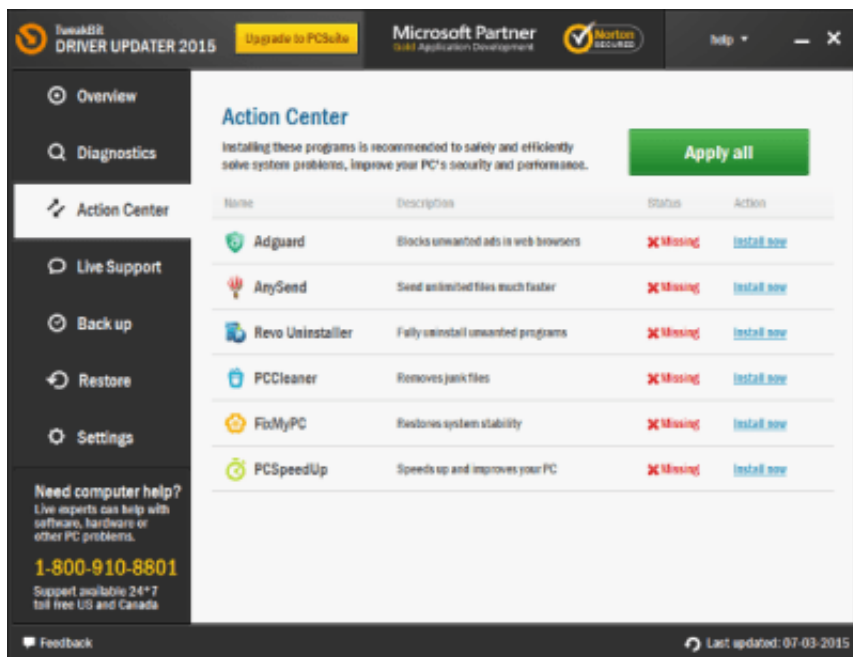 TweakBit
DRIVER UPDATER 2015
Upgrade to PCSuite
Microsoft Partner
Gold Application Development
Norton
SECURED
help
Overview
Diagnostics
Action Center
Live Support
Back up
Restore
Settings
Need computer help?
Live experts can help with
software, hardware or
other PC problems.
1-800-910-8801
Support available 24*7
toll free US and Canada
Action Center
Installing these programs is recommended to safely and efficiently
solve system problems, improve your PC's security and performance.
Apply all
Name Description Status Action
Adguard Blocks unwanted ads in web browsers Missing Install now
AnySend Send unlimited files much faster Missing Install now
Revo Uninstaller Fully uninstall unwanted programs Missing Install now
PCCleaner Removes junk files Missing Install now
FixMyPC Restores system stability Missing Install now
PCSpeedUp Speeds up and improves your PC Missing Install now
Feedback
Last updated: 07-03-2015